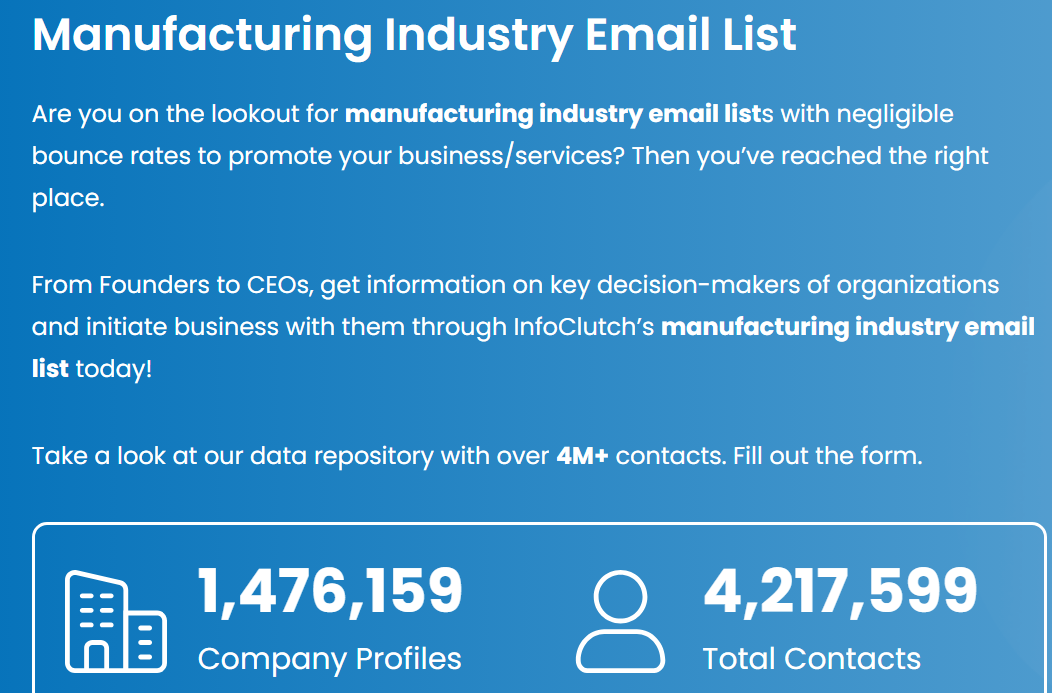 Manufacturing Industry Email List
Are you on the lookout for manufacturing industry email lists with negligible
bounce rates to promote your business/services? Then you’ve reached the right
place.
From Founders to CEOs, get information on key decision-makers of organizations
and initiate business with them through InfoClutch’s manufacturing industry email
list today!
Take a look at our data repository with over 4M+ contacts. Fill out the form.
1,476,159
Company Profiles
4,217,599
Total Contacts